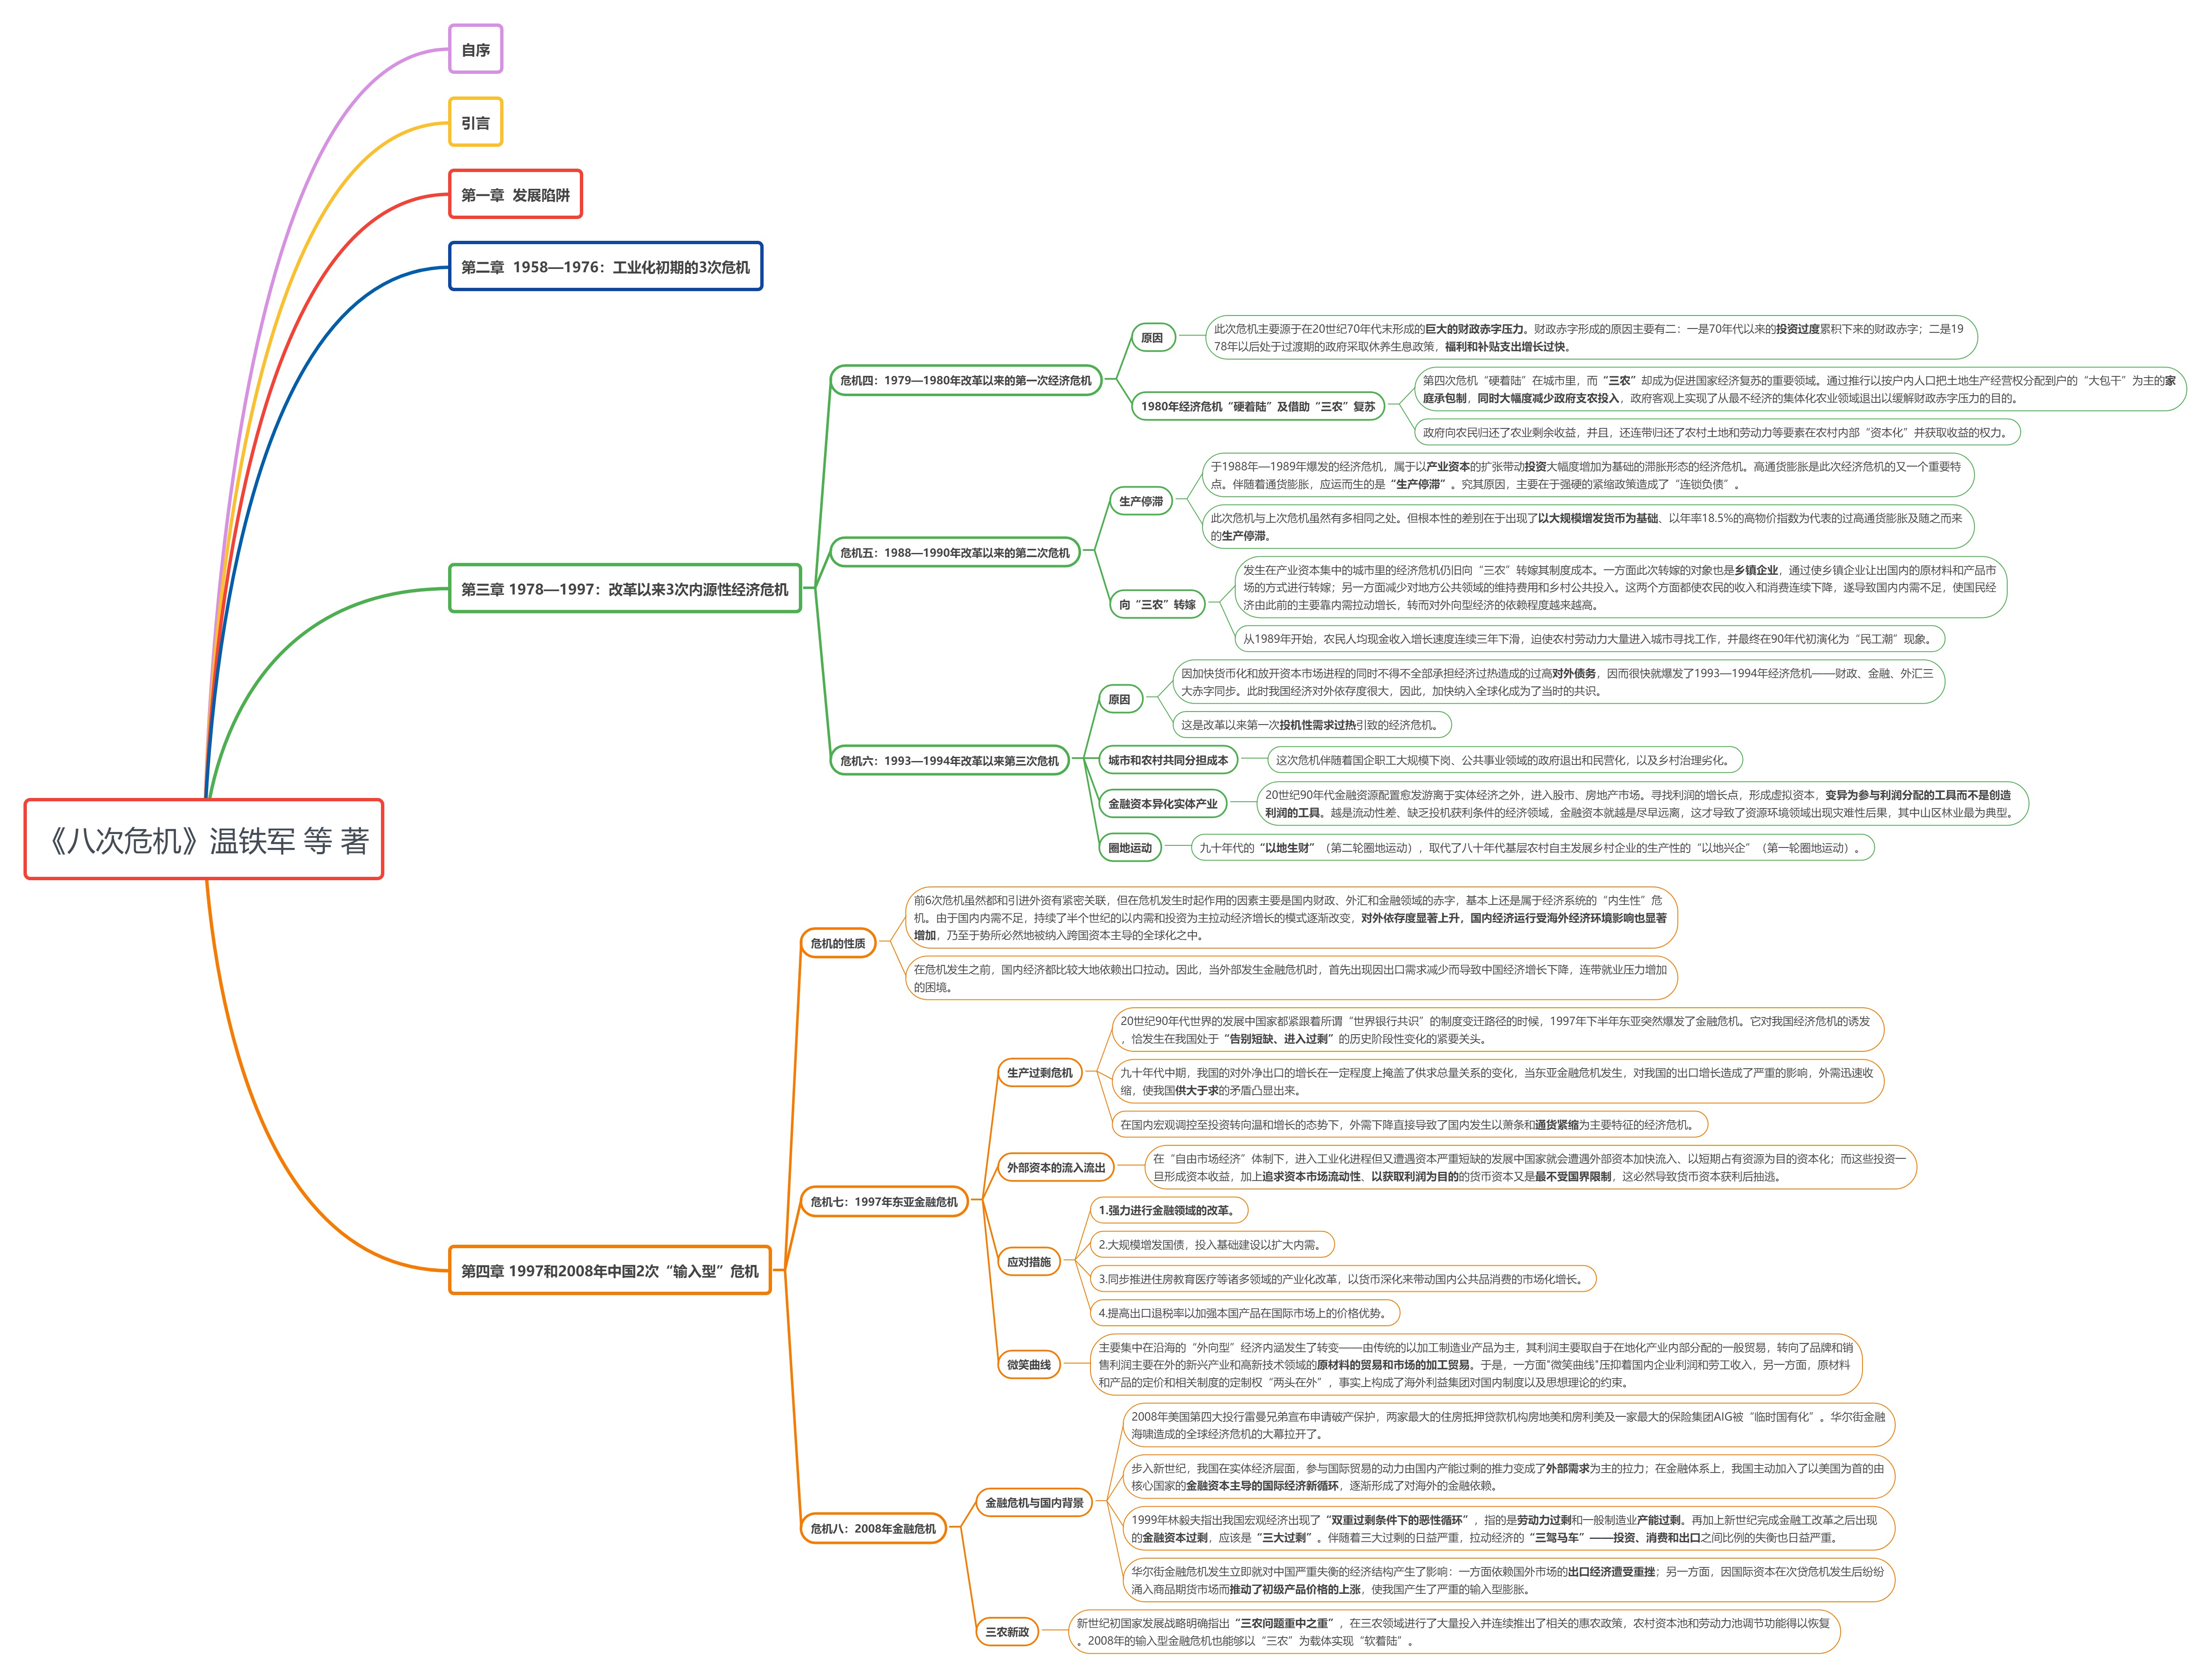 自序
引言
第一章  发展陷阱
第二章  1958—1976：工业化初期的3次危机
《八次危机》温铁军 等 著
第三章 1978—1997：改革以来3次内源性经济危机
危机四：1979—1980年改革以来的第一次经济危机
原因
此次危机主要源于在20世纪70年代末形成的巨大的财政赤字压力。财政赤字形成的原因主要有二：一是70年代以来的投资过度累积下来的财政赤字；二是19
78年以后处于过渡期的政府采取休养生息政策，福利和补贴支出增长过快。
1980年经济危机“硬着陆”及借助“三农”复苏
第四次危机“硬着陆”在城市里，而“三农”却成为促进国家经济复苏的重要领域。通过推行以按户内人口把土地生产经营权分配到户的“大包干”为主的家
庭承包制，同时大幅度减少政府支农投入，政府客观上实现了从最不经济的集体化农业领域退出以缓解财政赤字压力的目的。
政府向农民归还了农业剩余收益，并且，还连带归还了农村土地和劳动力等要素在农村内部“资本化”并获取收益的权力。
危机五：1988—1990年改革以来的第二次危机
生产停滞
于1988年—1989年爆发的经济危机，属于以产业资本的扩张带动投资大幅度增加为基础的滞胀形态的经济危机。高通货膨胀是此次经济危机的又一个重要特
点。伴随着通货膨胀，应运而生的是“生产停滞”。究其原因，主要在于强硬的紧缩政策造成了“连锁负债”。
此次危机与上次危机虽然有多相同之处。但根本性的差别在于出现了以大规模增发货币为基础、以年率18.5%的高物价指数为代表的过高通货膨胀及随之而来
的生产停滞。
向“三农”转嫁
发生在产业资本集中的城市里的经济危机仍旧向“三农”转嫁其制度成本。一方面此次转嫁的对象也是乡镇企业，通过使乡镇企业让出国内的原材料和产品市
场的方式进行转嫁；另一方面减少对地方公共领域的维持费用和乡村公共投入。这两个方面都使农民的收入和消费连续下降，遂导致国内内需不足，使国民经
济由此前的主要靠内需拉动增长，转而对外向型经济的依赖程度越来越高。
从1989年开始，农民人均现金收入增长速度连续三年下滑，迫使农村劳动力大量进入城市寻找工作，并最终在90年代初演化为“民工潮”现象。
危机六：1993—1994年改革以来第三次危机
原因
因加快货币化和放开资本市场进程的同时不得不全部承担经济过热造成的过高对外债务，因而很快就爆发了1993—1994年经济危机——财政、金融、外汇三
大赤字同步。此时我国经济对外依存度很大，因此，加快纳入全球化成为了当时的共识。
这是改革以来第一次投机性需求过热引致的经济危机。
城市和农村共同分担成本
这次危机伴随着国企职工大规模下岗、公共事业领域的政府退出和民营化，以及乡村治理劣化。
金融资本异化实体产业
20世纪90年代金融资源配置愈发游离于实体经济之外，进入股市、房地产市场。寻找利润的增长点，形成虚拟资本，变异为参与利润分配的工具而不是创造
利润的工具。越是流动性差、缺乏投机获利条件的经济领域，金融资本就越是尽早远离，这才导致了资源环境领域出现灾难性后果，其中山区林业最为典型。
圈地运动
九十年代的“以地生财”（第二轮圈地运动），取代了八十年代基层农村自主发展乡村企业的生产性的“以地兴企”（第一轮圈地运动）。
第四章 1997和2008年中国2次“输入型”危机
危机的性质
前6次危机虽然都和引进外资有紧密关联，但在危机发生时起作用的因素主要是国内财政、外汇和金融领域的赤字，基本上还是属于经济系统的“内生性”危
机。由于国内内需不足，持续了半个世纪的以内需和投资为主拉动经济增长的模式逐渐改变，对外依存度显著上升，国内经济运行受海外经济环境影响也显著
增加，乃至于势所必然地被纳入跨国资本主导的全球化之中。
在危机发生之前，国内经济都比较大地依赖出口拉动。因此，当外部发生金融危机时，首先出现因出口需求减少而导致中国经济增长下降，连带就业压力增加
的困境。
危机七：1997年东亚金融危机
生产过剩危机
20世纪90年代世界的发展中国家都紧跟着所谓“世界银行共识”的制度变迁路径的时候，1997年下半年东亚突然爆发了金融危机。它对我国经济危机的诱发
，恰发生在我国处于“告别短缺、进入过剩”的历史阶段性变化的紧要关头。
九十年代中期，我国的对外净出口的增长在一定程度上掩盖了供求总量关系的变化，当东亚金融危机发生，对我国的出口增长造成了严重的影响，外需迅速收
缩，使我国供大于求的矛盾凸显出来。
在国内宏观调控至投资转向温和增长的态势下，外需下降直接导致了国内发生以萧条和通货紧缩为主要特征的经济危机。
外部资本的流入流出
在“自由市场经济”体制下，进入工业化进程但又遭遇资本严重短缺的发展中国家就会遭遇外部资本加快流入、以短期占有资源为目的资本化；而这些投资一
旦形成资本收益，加上追求资本市场流动性、以获取利润为目的的货币资本又是最不受国界限制，这必然导致货币资本获利后抽逃。
应对措施
1.强力进行金融领域的改革。
2.大规模增发国债，投入基础建设以扩大内需。
3.同步推进住房教育医疗等诸多领域的产业化改革，以货币深化来带动国内公共品消费的市场化增长。
4.提高出口退税率以加强本国产品在国际市场上的价格优势。
微笑曲线
主要集中在沿海的“外向型”经济内涵发生了转变——由传统的以加工制造业产品为主，其利润主要取自于在地化产业内部分配的一般贸易，转向了品牌和销
售利润主要在外的新兴产业和高新技术领域的原材料的贸易和市场的加工贸易。于是，一方面"微笑曲线"压抑着国内企业利润和劳工收入，另一方面，原材料
和产品的定价和相关制度的定制权“两头在外”，事实上构成了海外利益集团对国内制度以及思想理论的约束。
危机八：2008年金融危机
金融危机与国内背景
2008年美国第四大投行雷曼兄弟宣布申请破产保护，两家最大的住房抵押贷款机构房地美和房利美及一家最大的保险集团AIG被“临时国有化”。华尔街金融
海啸造成的全球经济危机的大幕拉开了。
步入新世纪，我国在实体经济层面，参与国际贸易的动力由国内产能过剩的推力变成了外部需求为主的拉力；在金融体系上，我国主动加入了以美国为首的由
核心国家的金融资本主导的国际经济新循环，逐渐形成了对海外的金融依赖。
1999年林毅夫指出我国宏观经济出现了“双重过剩条件下的恶性循环”，指的是劳动力过剩和一般制造业产能过剩。再加上新世纪完成金融工改革之后出现
的金融资本过剩，应该是“三大过剩”。伴随着三大过剩的日益严重，拉动经济的“三驾马车”——投资、消费和出口之间比例的失衡也日益严重。
华尔街金融危机发生立即就对中国严重失衡的经济结构产生了影响：一方面依赖国外市场的出口经济遭受重挫；另一方面，因国际资本在次贷危机发生后纷纷
涌入商品期货市场而推动了初级产品价格的上涨，使我国产生了严重的输入型膨胀。
三农新政
新世纪初国家发展战略明确指出“三农问题重中之重”，在三农领域进行了大量投入并连续推出了相关的惠农政策，农村资本池和劳动力池调节功能得以恢复
。2008年的输入型金融危机也能够以“三农”为载体实现“软着陆”。